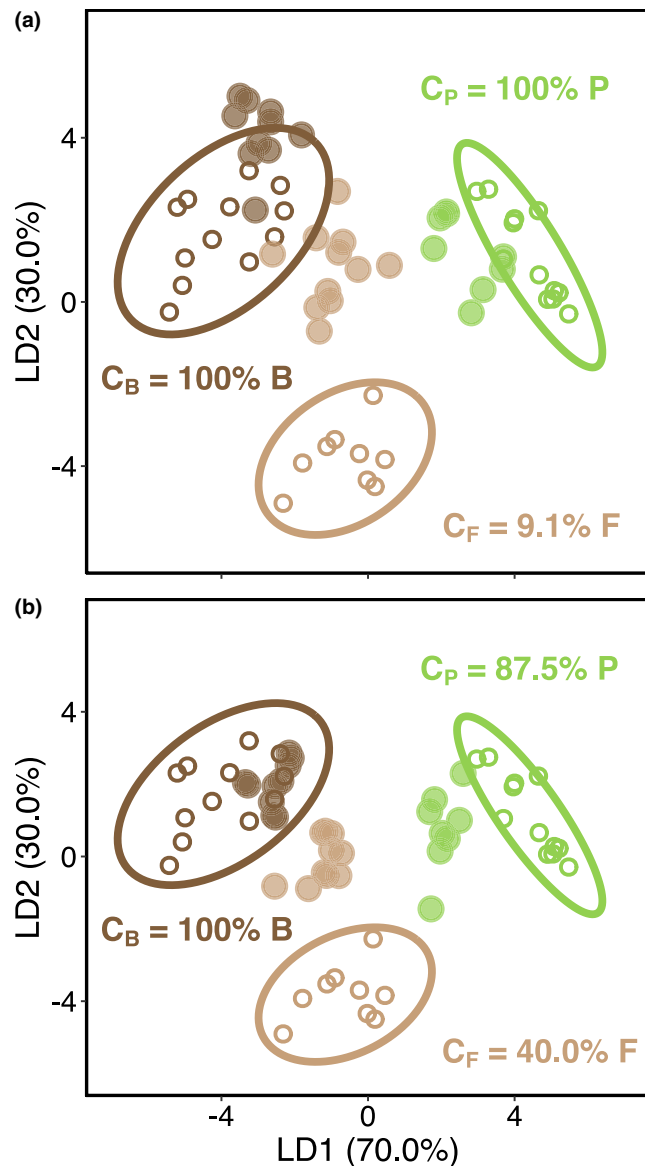 (a)
C_P = 100% P
4
0
-4
LD2 (30.0%)
C_B = 100% B
C_F = 9.1% F
(b)
C_P = 87.5% P
4
0
-4
LD2 (30.0%)
C_B = 100% B
C_F = 40.0% F
-4 0 4
LD1 (70.0%)